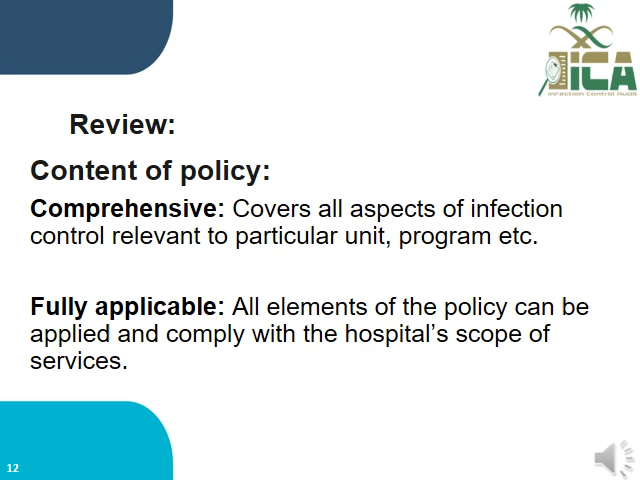 iCA
Infection Control Audit
Review:
Content of policy:
Comprehensive: Covers all aspects of infection
control relevant to particular unit, program etc.
Fully applicable: All elements of the policy can be
applied and comply with the hospital’s scope of
services.
12